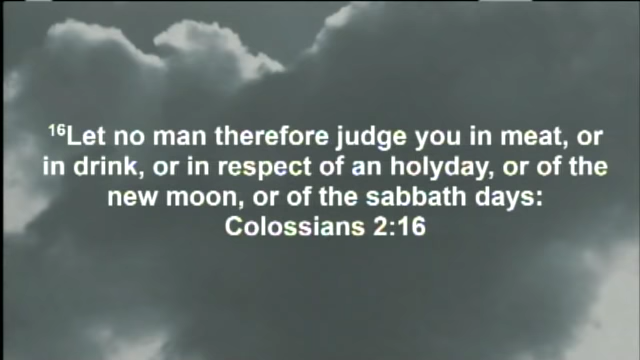 16Let no man therefore judge you in meat, or
in drink, or in respect of an holyday, or of the
new moon, or of the sabbath days:
Colossians 2:16